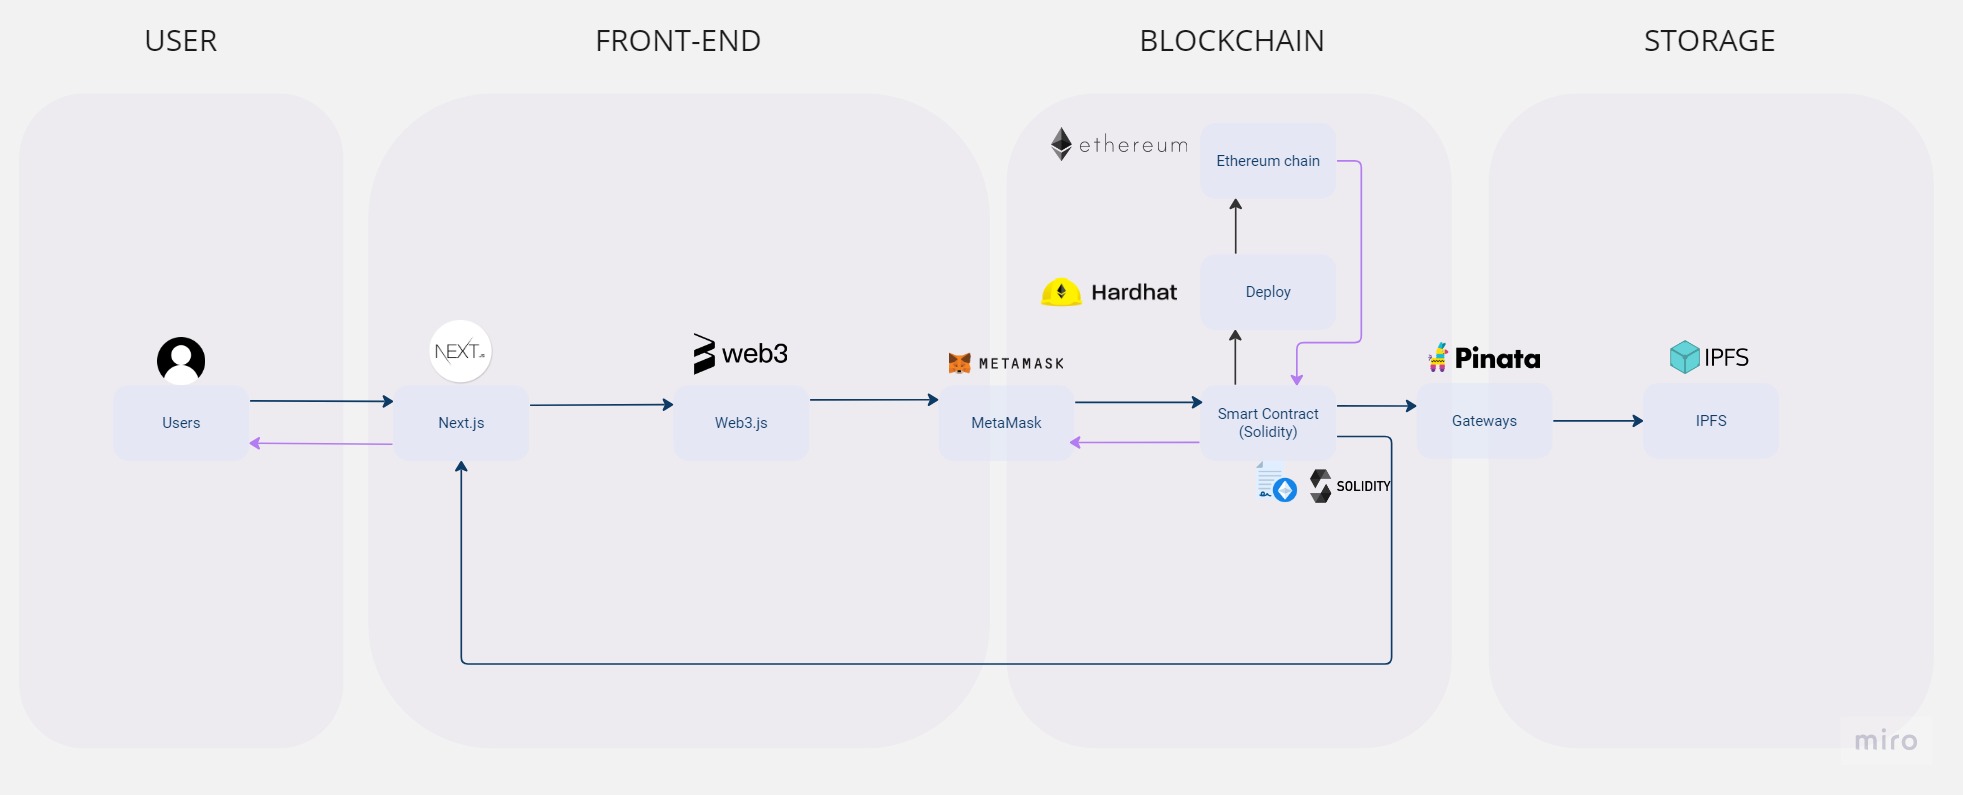 USER
FRONT-END
BLOCKCHAIN
STORAGE
ethereum
Ethereum chain
Hardhat
Deploy
NEXT.JS
web3
METAMASK
Pinata
IPFS
Users
Next.js
Web3.js
MetaMask
Smart Contract
(Solidity)
Gateways
IPFS
SOLIDITY
miro